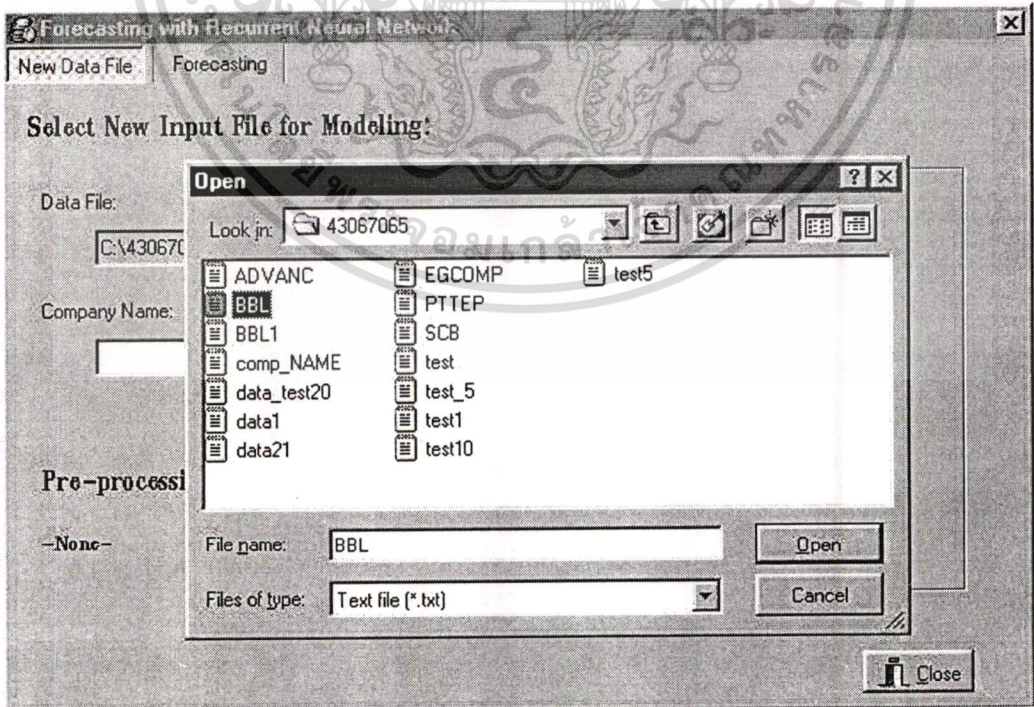 Forecasting with Recurrent Neural Network
New Data File
Forecasting
Select New Input File for Modeling:
Data File:
C:\430670
Company Name:
Pre-processi
-None-
Open
Look in:
43067065
ADVANC
BBL
BBL1
comp_NAME
data_test20
data1
data21
EGCOMP
PTTEP
SCB
test
test_5
test1
test10
test5
File name:
BBL
Open
Files of type:
Text file (*.txt)
Cancel
Close